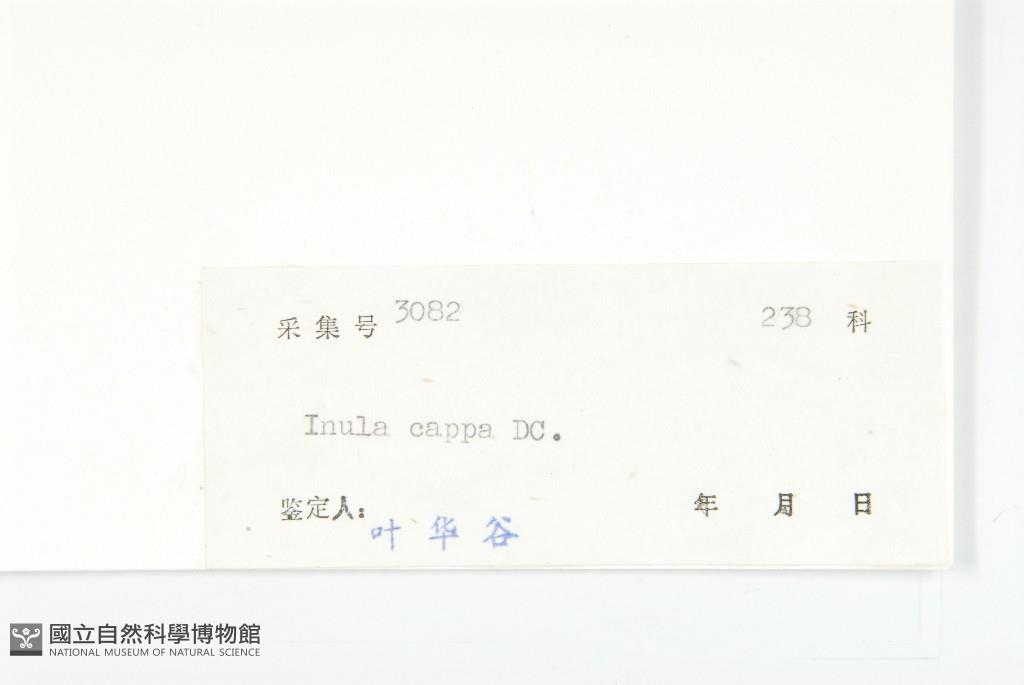 采集号 3082 238 科
Inula cappa DC.
鉴定人: 叶华谷 年 月 日
國立自然科學博物館
NATIONAL MUSEUM OF NATURAL SCIENCE